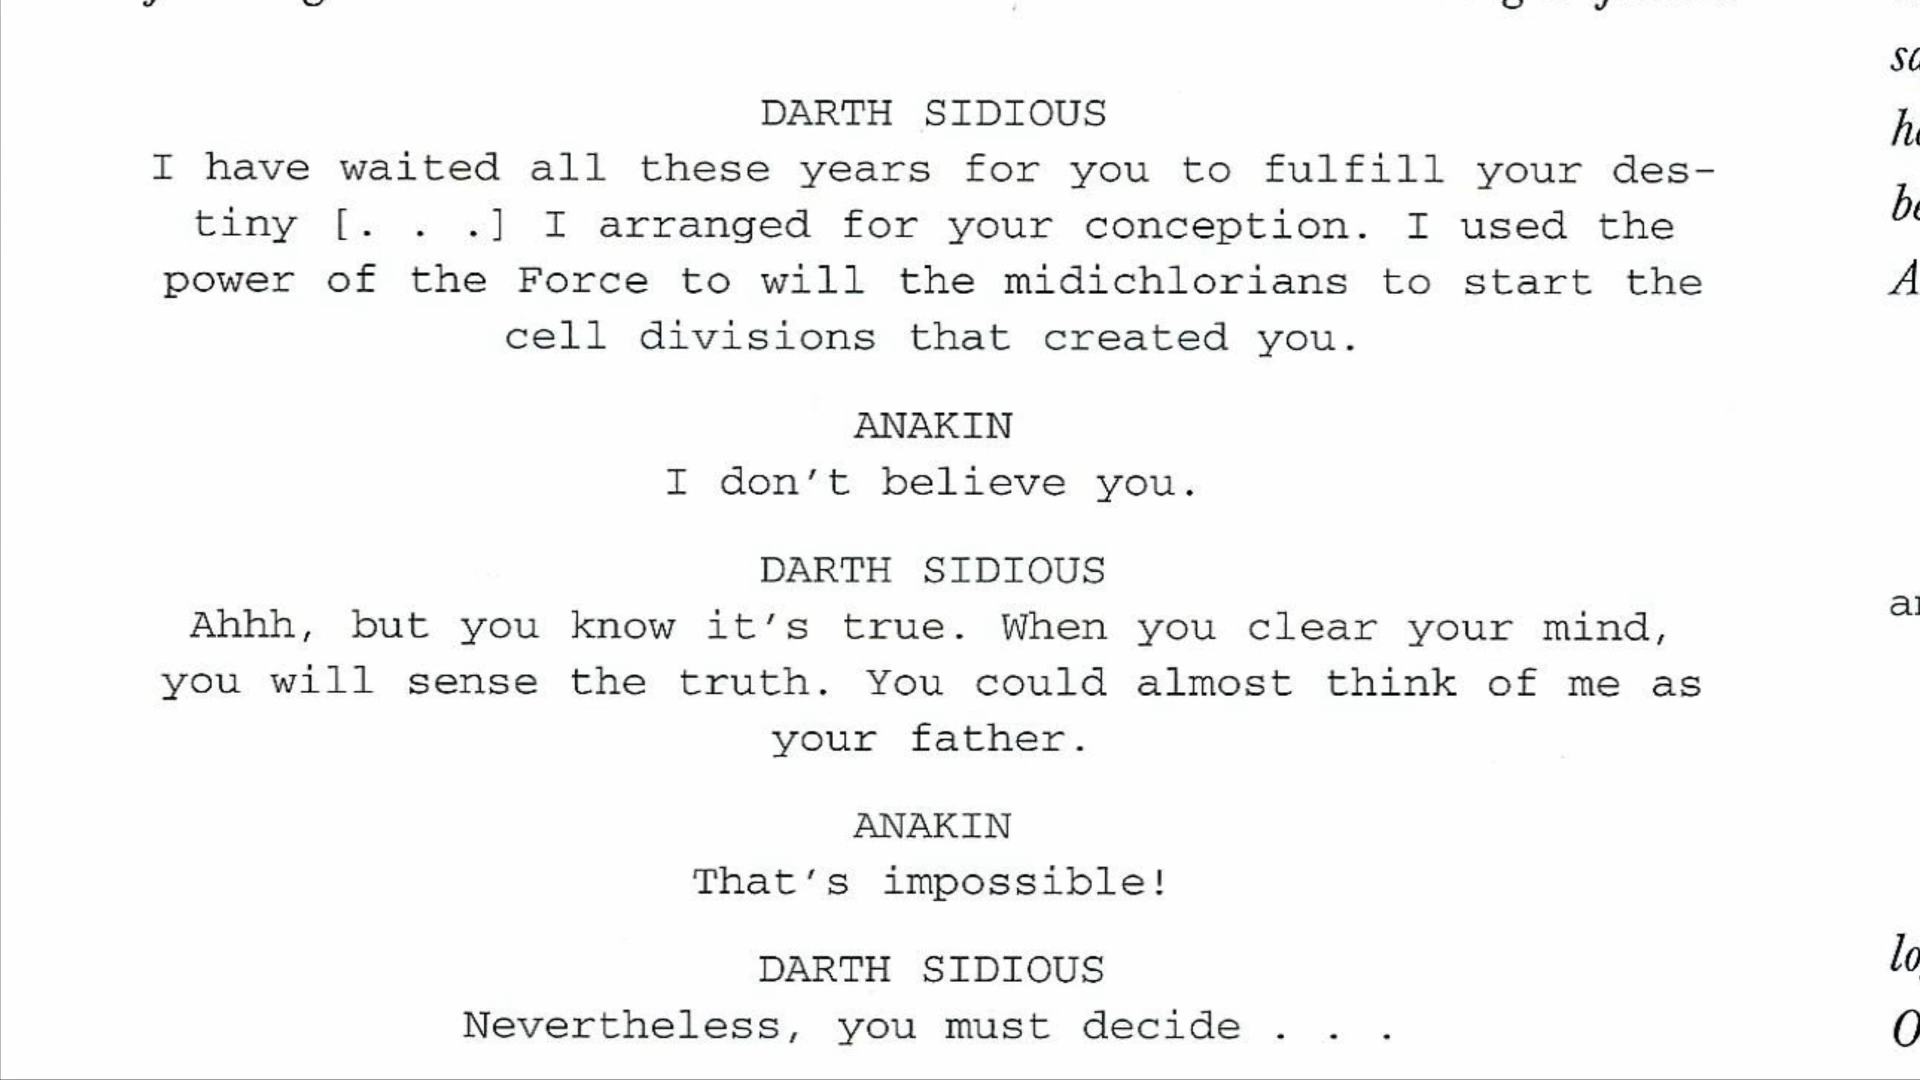 DARTH SIDIOUS
I have waited all these years for you to fulfill your des-
tiny [. . .] I arranged for your conception. I used the
power of the Force to will the midichlorians to start the
cell divisions that created you.
ANAKIN
I don't believe you.
DARTH SIDIOUS
Ahhh, but you know it's true. When you clear your mind,
you will sense the truth. You could almost think of me as
your father.
ANAKIN
That's impossible!
DARTH SIDIOUS
Nevertheless, you must decide . . .